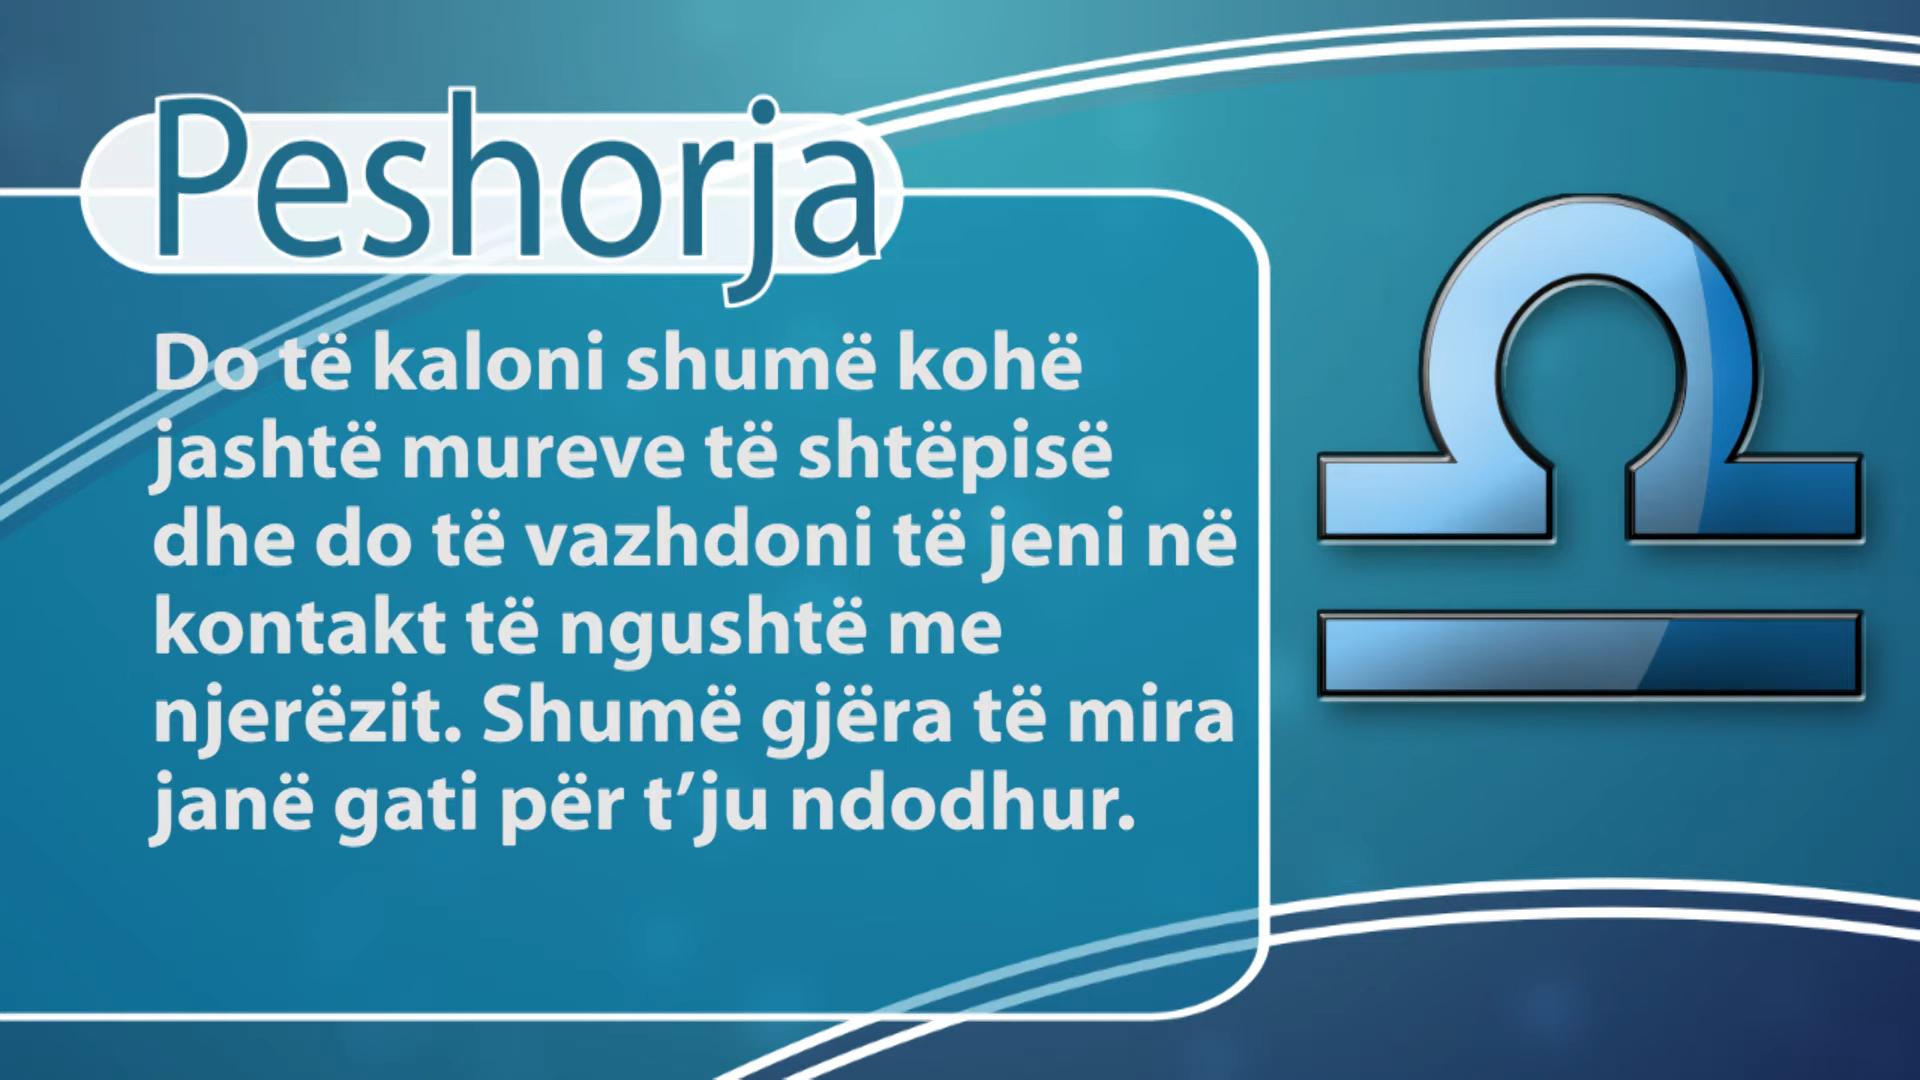 Peshorja
Do të kaloni shumë kohë
jashtë mureve të shtëpisë
dhe do të vazhdoni të jeni në
kontakt të ngushtë me
njerëzit. Shumë gjëra të mira
janë gati për t’ju ndodhur.